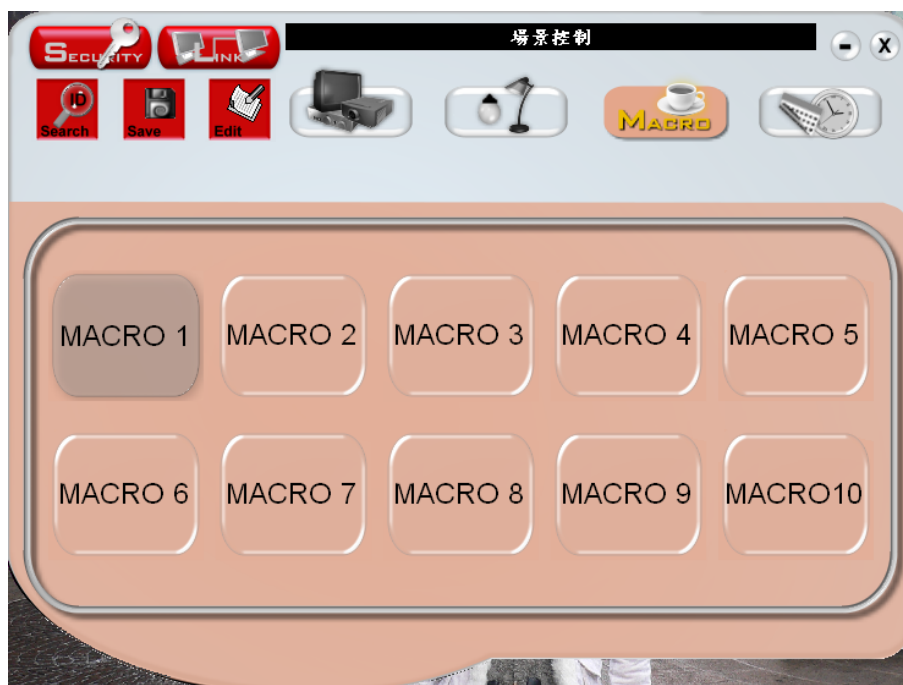 場景控制
SECURITY
LINK
ID
Search
Save
Edit
MACRO
MACRO 1 MACRO 2 MACRO 3 MACRO 4 MACRO 5
MACRO 6 MACRO 7 MACRO 8 MACRO 9 MACRO10